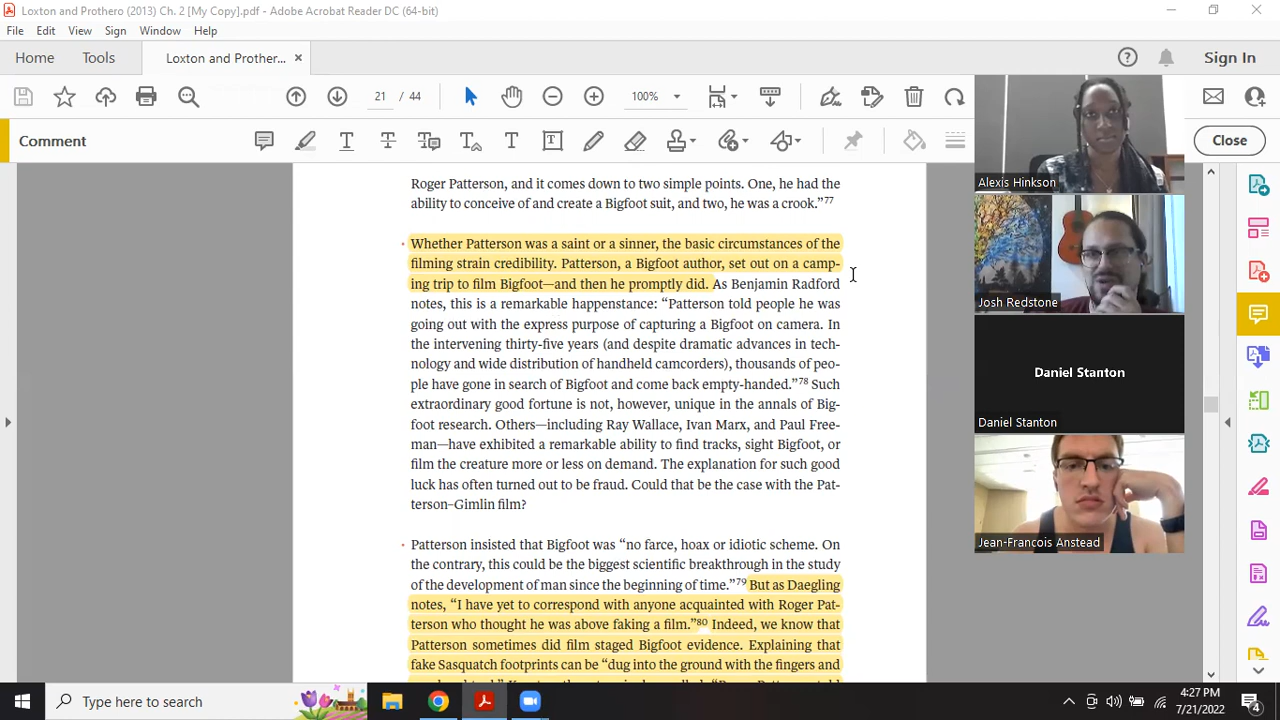 Loxton and Prothero (2013) Ch. 2 [My Copy].pdf - Adobe Acrobat Reader DC (64-bit)
File Edit View Sign Window Help
Home Tools Loxton and Prother... × Sign In
21 / 44 100%
Comment Close
Roger Patterson, and it comes down to two simple points. One, he had the
ability to conceive of and create a Bigfoot suit, and two, he was a crook.”77
Whether Patterson was a saint or a sinner, the basic circumstances of the
filming strain credibility. Patterson, a Bigfoot author, set out on a camp-
ing trip to film Bigfoot—and then he promptly did. As Benjamin Radford
notes, this is a remarkable happenstance: “Patterson told people he was
going out with the express purpose of capturing a Bigfoot on camera. In
the intervening thirty-five years (and despite dramatic advances in tech-
nology and wide distribution of handheld camcorders), thousands of peo-
ple have gone in search of Bigfoot and come back empty-handed.”78 Such
extraordinary good fortune is not, however, unique in the annals of Big-
foot research. Others—including Ray Wallace, Ivan Marx, and Paul Free-
man—have exhibited a remarkable ability to find tracks, sight Bigfoot, or
film the creature more or less on demand. The explanation for such good
luck has often turned out to be fraud. Could that be the case with the Pat-
terson–Gimlin film?
Patterson insisted that Bigfoot was “no farce, hoax or idiotic scheme. On
the contrary, this could be the biggest scientific breakthrough in the study
of the development of man since the beginning of time.”79 But as Daegling
notes, “I have yet to correspond with anyone acquainted with Roger Pat-
terson who thought he was above faking a film.”80 Indeed, we know that
Patterson sometimes did film staged Bigfoot evidence. Explaining that
fake Sasquatch footprints can be “dug into the ground with the fingers and
Alexis Hinkson
Josh Redstone
Daniel Stanton
Daniel Stanton
Jean-Francois Anstead
Type here to search
4:27 PM
7/21/2022
4